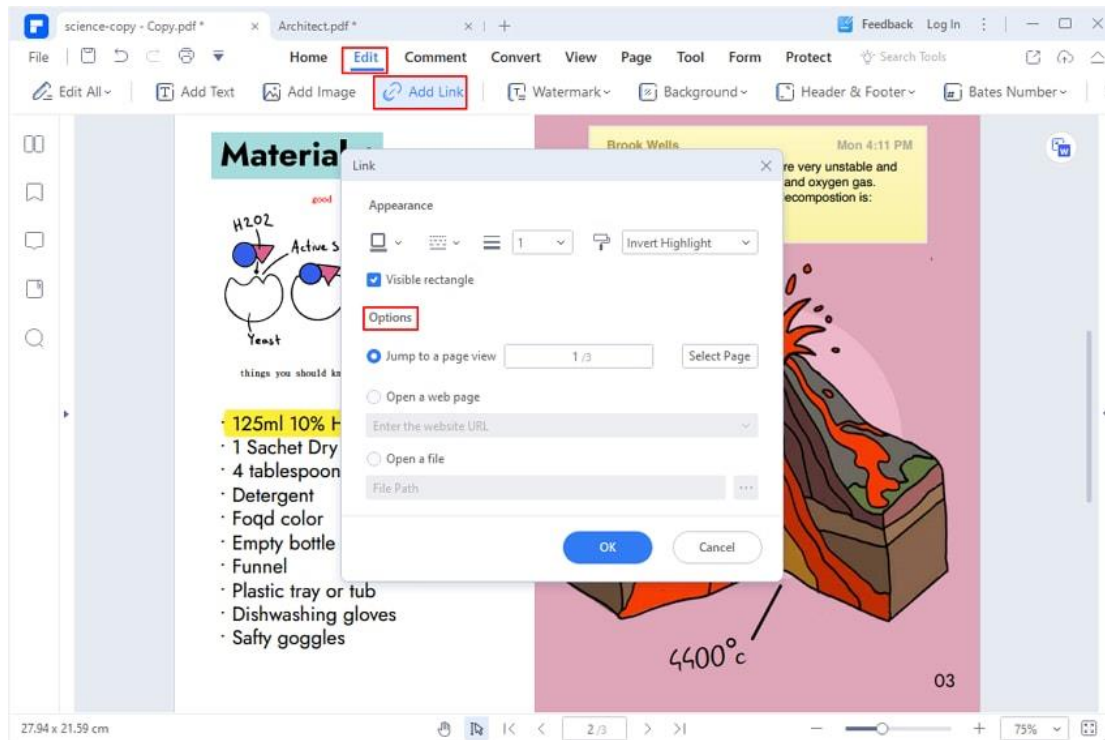 science-copy - Copy.pdf * × Architect.pdf * × + Feedback Log In
File Home Edit Comment Convert View Page Tool Form Protect Search Tools
Edit All Add Text Add Image Add Link Watermark Background Header & Footer Bates Number
Material
good
H2O2
Active S
Yeast
things you should kn
· 125ml 10% H
· 1 Sachet Dry
· 4 tablespoon
· Detergent
· Foqd color
· Empty bottle
· Funnel
· Plastic tray or tub
· Dishwashing gloves
· Safty goggles
Brook Wells Mon 4:11 PM
re very unstable and
and oxygen gas.
ecompostion is:
Link
Appearance
1 Invert Highlight
Visible rectangle
Options
Jump to a page view 1 /3 Select Page
Open a web page
Enter the website URL
Open a file
File Path ...
OK Cancel
4400°c
03
27.94 x 21.59 cm 2 /3 75%